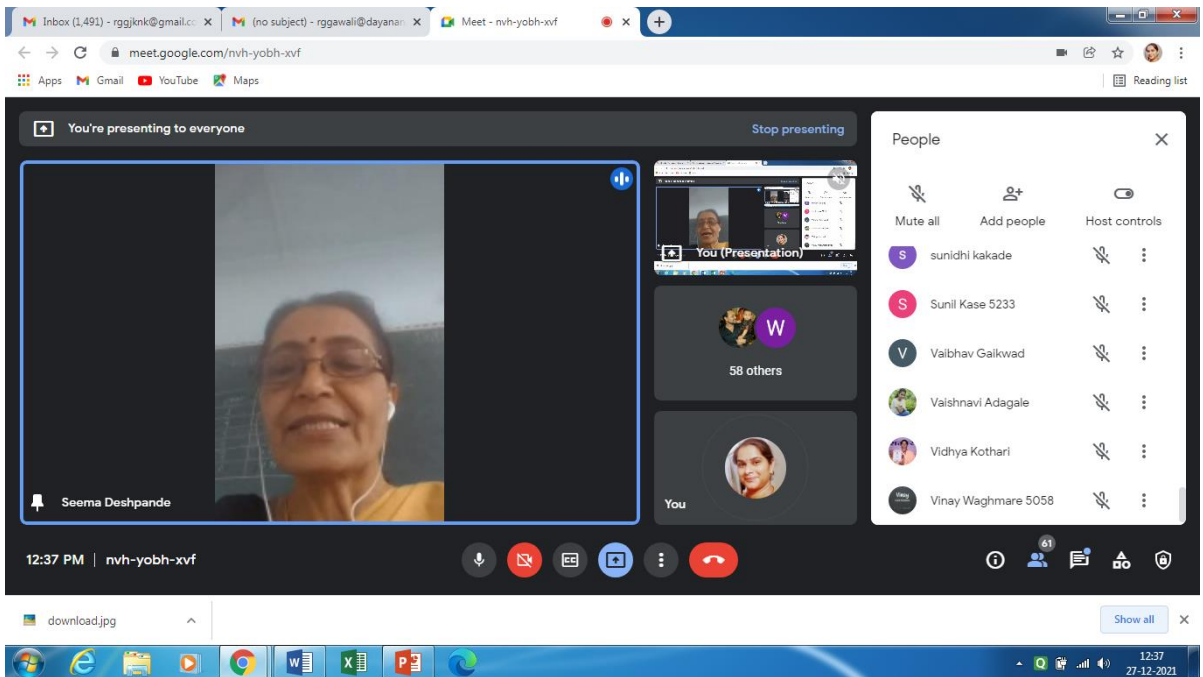 Inbox (1,491) - rggjknk@gmail.cc
(no subject) - rggawali@dayanan
Meet - nvh-yobh-xvf
meet.google.com/nvh-yobh-xvf
Apps Gmail YouTube Maps
Reading list
You're presenting to everyone
Stop presenting
You (Presentation)
W
58 others
You
Seema Deshpande
People
Mute all Add people Host controls
S sunidhi kakade
S Sunil Kase 5233
V Vaibhav Gaikwad
Vaishnavi Adagale
Vidhya Kothari
Vinay Waghmare 5058
12:37 PM | nvh-yobh-xvf
CC
61
download.jpg
Show all
12:37
27-12-2021